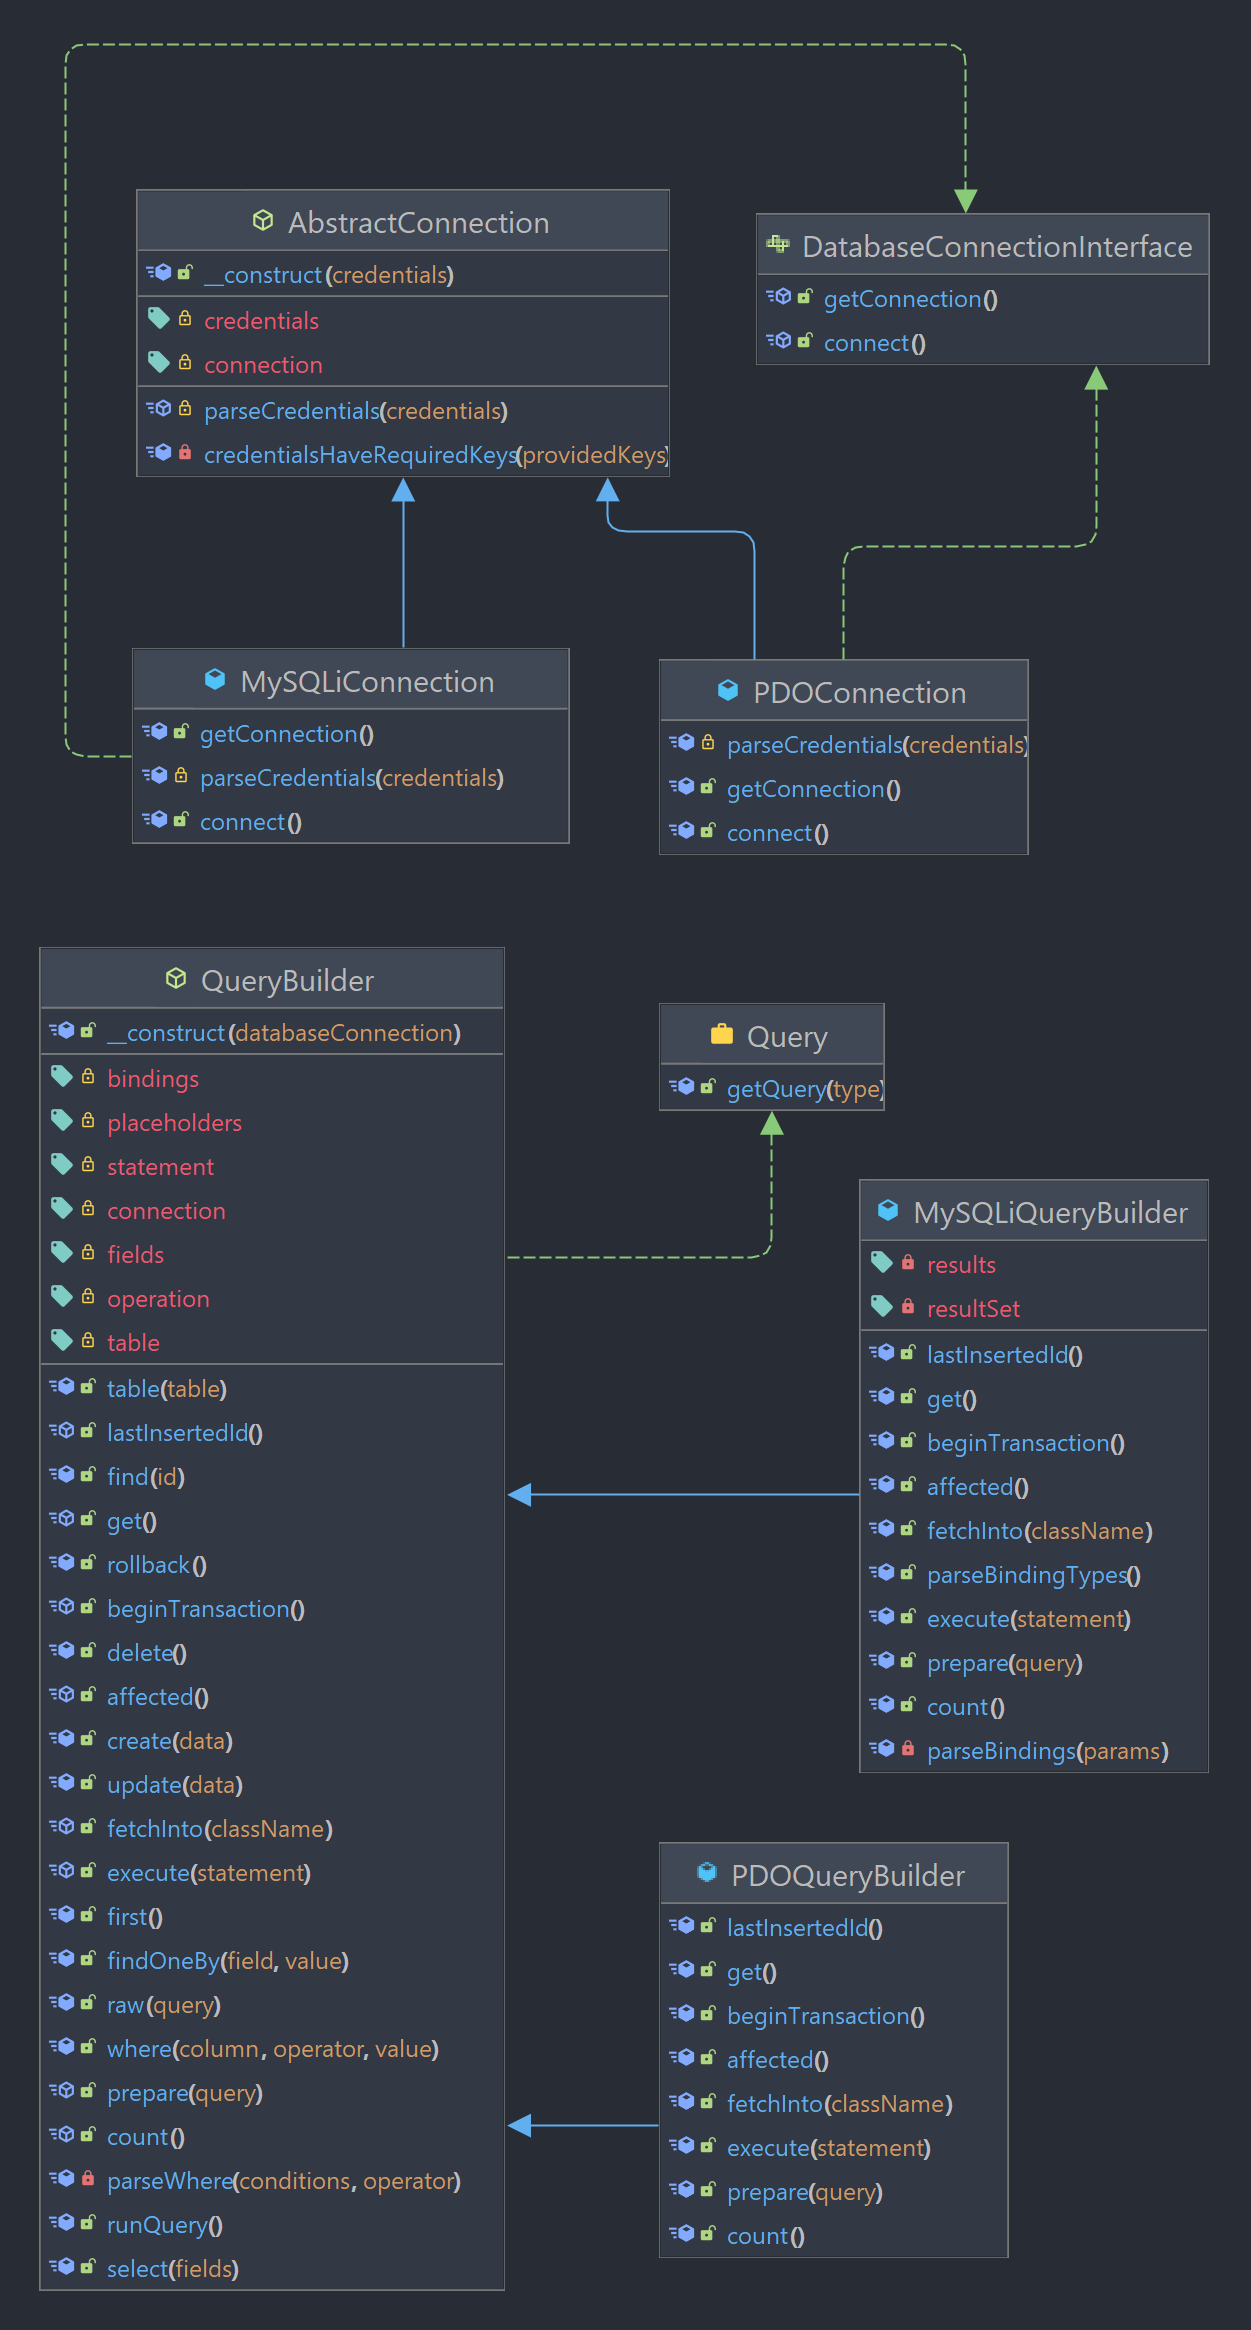 AbstractConnection
__construct(credentials)
credentials
connection
parseCredentials(credentials)
credentialsHaveRequiredKeys(providedKeys)
DatabaseConnectionInterface
getConnection()
connect()
MySQLiConnection
getConnection()
parseCredentials(credentials)
connect()
PDOConnection
parseCredentials(credentials)
getConnection()
connect()
QueryBuilder
__construct(databaseConnection)
bindings
placeholders
statement
connection
fields
operation
table
table(table)
lastInsertedId()
find(id)
get()
rollback()
beginTransaction()
delete()
affected()
create(data)
update(data)
fetchInto(className)
execute(statement)
first()
findOneBy(field, value)
raw(query)
where(column, operator, value)
prepare(query)
count()
parseWhere(conditions, operator)
runQuery()
select(fields)
Query
getQuery(type)
MySQLiQueryBuilder
results
resultSet
lastInsertedId()
get()
beginTransaction()
affected()
fetchInto(className)
parseBindingTypes()
execute(statement)
prepare(query)
count()
parseBindings(params)
PDOQueryBuilder
lastInsertedId()
get()
beginTransaction()
affected()
fetchInto(className)
execute(statement)
prepare(query)
count()